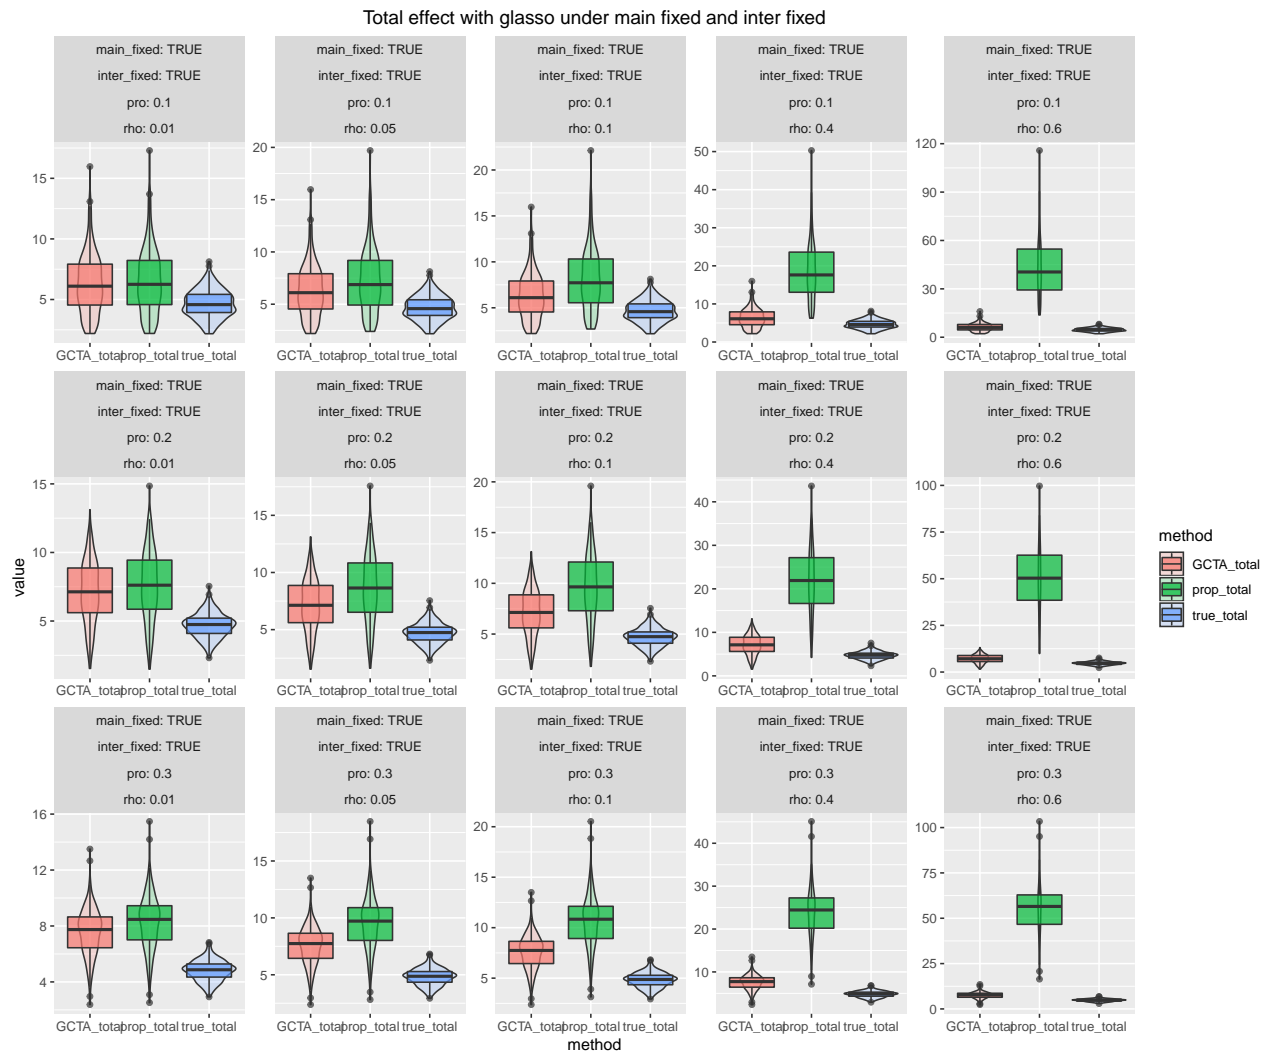 Total effect with glasso under main fixed and inter fixed
main_fixed: TRUE
inter_fixed: TRUE
pro: 0.1
rho: 0.01
main_fixed: TRUE
inter_fixed: TRUE
pro: 0.1
rho: 0.05
main_fixed: TRUE
inter_fixed: TRUE
pro: 0.1
rho: 0.1
main_fixed: TRUE
inter_fixed: TRUE
pro: 0.1
rho: 0.4
main_fixed: TRUE
inter_fixed: TRUE
pro: 0.1
rho: 0.6
15
10
5
GCTA_total prop_total true_total
20
15
10
5
GCTA_total prop_total true_total
20
15
10
5
GCTA_total prop_total true_total
50
40
30
20
10
0
GCTA_total prop_total true_total
120
90
60
30
0
GCTA_total prop_total true_total
main_fixed: TRUE
inter_fixed: TRUE
pro: 0.2
rho: 0.01
main_fixed: TRUE
inter_fixed: TRUE
pro: 0.2
rho: 0.05
main_fixed: TRUE
inter_fixed: TRUE
pro: 0.2
rho: 0.1
main_fixed: TRUE
inter_fixed: TRUE
pro: 0.2
rho: 0.4
main_fixed: TRUE
inter_fixed: TRUE
pro: 0.2
rho: 0.6
15
10
5
GCTA_total prop_total true_total
15
10
5
GCTA_total prop_total true_total
20
15
10
5
GCTA_total prop_total true_total
40
30
20
10
0
GCTA_total prop_total true_total
100
75
50
25
0
GCTA_total prop_total true_total
main_fixed: TRUE
inter_fixed: TRUE
pro: 0.3
rho: 0.01
main_fixed: TRUE
inter_fixed: TRUE
pro: 0.3
rho: 0.05
main_fixed: TRUE
inter_fixed: TRUE
pro: 0.3
rho: 0.1
main_fixed: TRUE
inter_fixed: TRUE
pro: 0.3
rho: 0.4
main_fixed: TRUE
inter_fixed: TRUE
pro: 0.3
rho: 0.6
16
12
8
4
GCTA_total prop_total true_total
15
10
5
GCTA_total prop_total true_total
20
15
10
5
GCTA_total prop_total true_total
40
30
20
10
GCTA_total prop_total true_total
100
75
50
25
0
GCTA_total prop_total true_total
value
method
method
GCTA_total
prop_total
true_total